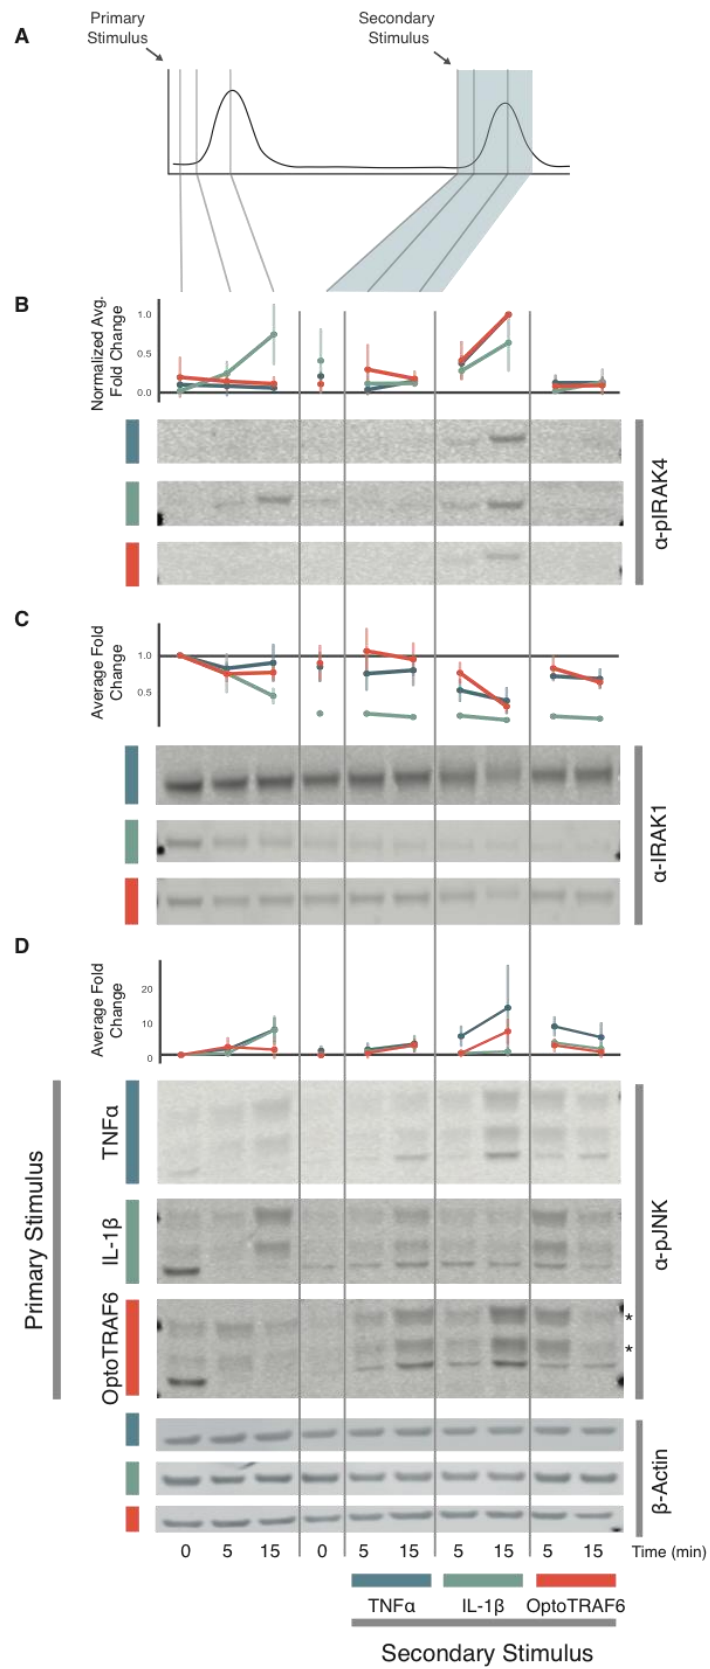 A
Primary
Stimulus
Secondary
Stimulus
B
Normalized Avg.
Fold Change
1.0
0.5
0.0
α-pIRAK4
C
Average Fold
Change
1.0
0.5
α-IRAK1
D
Average Fold
Change
20
10
0
Primary Stimulus
TNFα
IL-1β
OptoTRAF6
α-pJNK
*
*
β-Actin
0 5 15 0 5 15 5 15 5 15 Time (min)
TNFα IL-1β OptoTRAF6
Secondary Stimulus